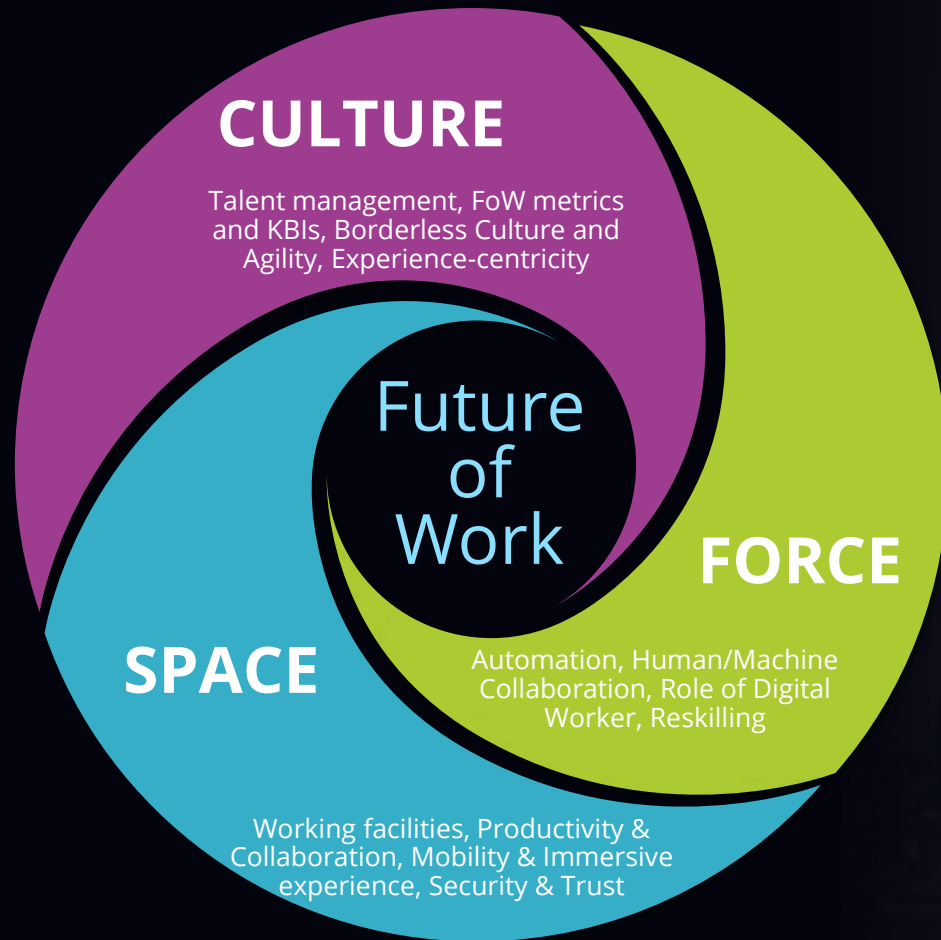 CULTURE
Talent management, FoW metrics
and KBIs, Borderless Culture and
Agility, Experience-centricity
Future
of
Work
FORCE
Automation, Human/Machine
Collaboration, Role of Digital
Worker, Reskilling
SPACE
Working facilities, Productivity &
Collaboration, Mobility & Immersive
experience, Security & Trust